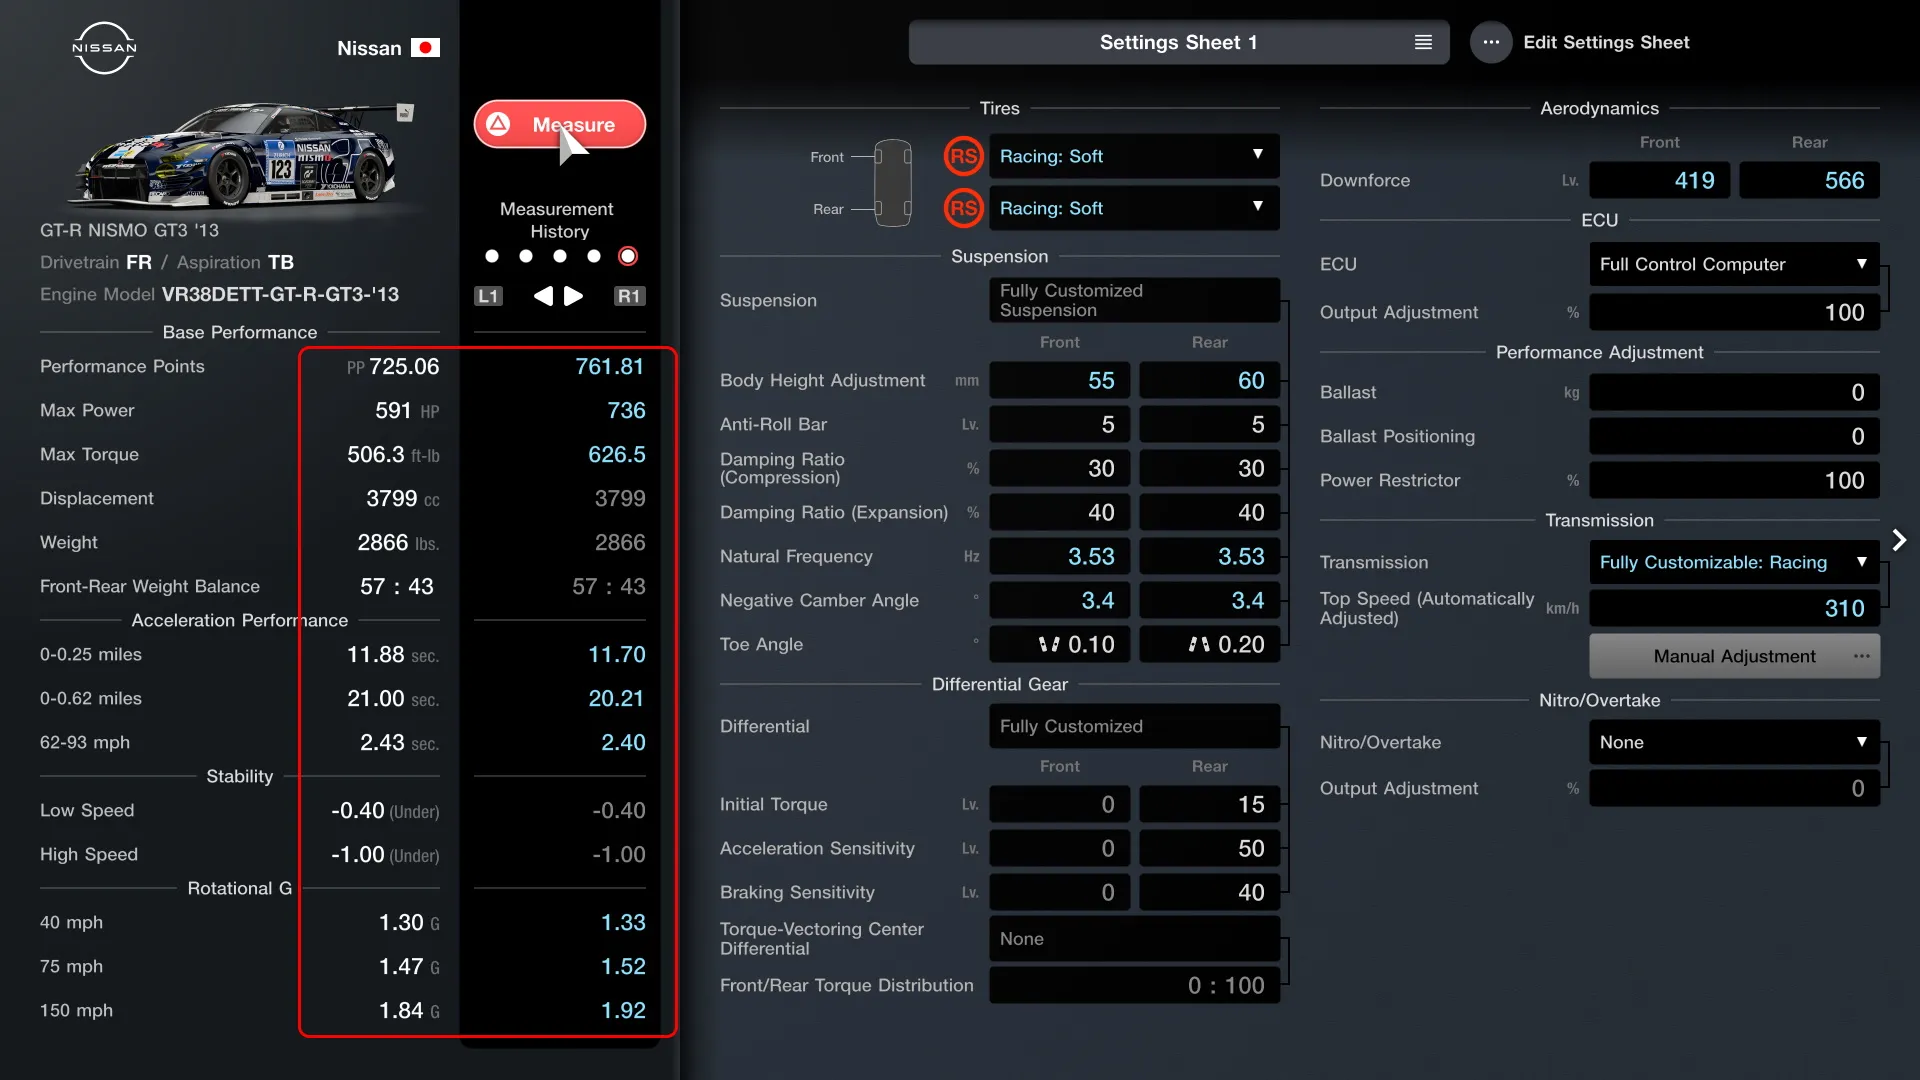 NISSAN
Nissan
GT-R NISMO GT3 '13
Drivetrain FR / Aspiration TB
Engine Model VR38DETT-GT-R-GT3-'13
NISSAN
nismo
123
Measure
Measurement
History
L1 R1
Base Performance
Performance Points PP 725.06 761.81
Max Power 591 HP 736
Max Torque 506.3 ft-lb 626.5
Displacement 3799 cc 3799
Weight 2866 lbs. 2866
Front-Rear Weight Balance 57 : 43 57 : 43
Acceleration Performance
0-0.25 miles 11.88 sec. 11.70
0-0.62 miles 21.00 sec. 20.21
62-93 mph 2.43 sec. 2.40
Stability
Low Speed -0.40 (Under) -0.40
High Speed -1.00 (Under) -1.00
Rotational G
40 mph 1.30 G 1.33
75 mph 1.47 G 1.52
150 mph 1.84 G 1.92
Settings Sheet 1
Edit Settings Sheet
Tires
Front RS Racing: Soft
Rear RS Racing: Soft
Suspension
Suspension Fully Customized
Suspension
Front Rear
Body Height Adjustment mm 55 60
Anti-Roll Bar Lv. 5 5
Damping Ratio
(Compression) % 30 30
Damping Ratio (Expansion) % 40 40
Natural Frequency Hz 3.53 3.53
Negative Camber Angle ° 3.4 3.4
Toe Angle ° 0.10 0.20
Differential Gear
Differential Fully Customized
Front Rear
Initial Torque Lv. 0 15
Acceleration Sensitivity Lv. 0 50
Braking Sensitivity Lv. 0 40
Torque-Vectoring Center
Differential None
Front/Rear Torque Distribution 0 : 100
Aerodynamics
Front Rear
Downforce Lv. 419 566
ECU
ECU Full Control Computer
Output Adjustment % 100
Performance Adjustment
Ballast kg 0
Ballast Positioning 0
Power Restrictor % 100
Transmission
Transmission Fully Customizable: Racing
Top Speed (Automatically
Adjusted) km/h 310
Manual Adjustment
Nitro/Overtake
Nitro/Overtake None
Output Adjustment % 0